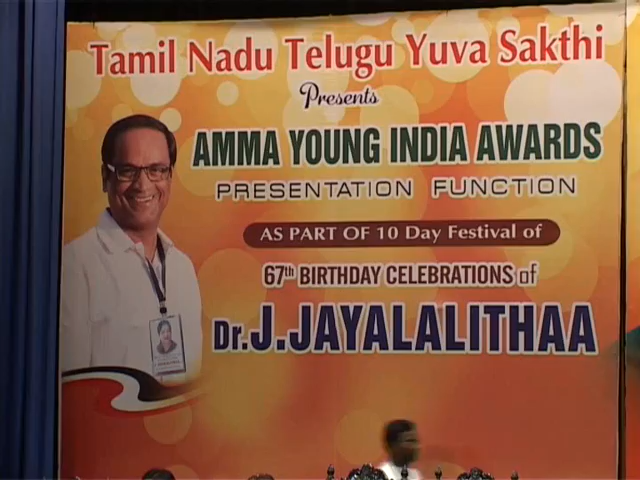 Tamil Nadu Telugu Yuva Sakthi
Presents
AMMA YOUNG INDIA AWARDS
PRESENTATION FUNCTION
AS PART OF 10 Day Festival of
67th BIRTHDAY CELEBRATIONS of
Dr.J.JAYALALITHAA